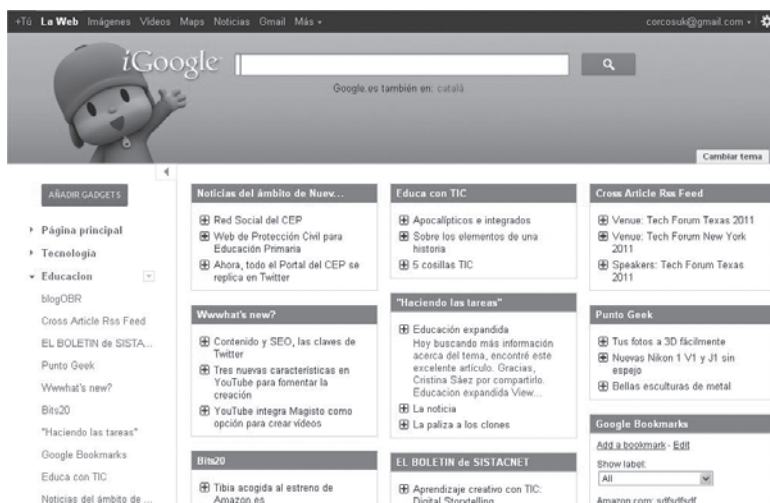 +Tú La Web Imágenes Vídeos Maps Noticias Gmail Más
corcosuk@gmail.com
iGoogle
Google.es también en: català
Cambiar tema
AÑADIR GADGETS
Página principal
Tecnología
Educacion
blogOBR
Cross Article Rss Feed
EL BOLETIN de SISTA...
Punto Geek
Wwwhat's new?
Bits20
"Haciendo las tareas"
Google Bookmarks
Educa con TIC
Noticias del ámbito de ...
Noticias del ámbito de Nuev...
Red Social del CEP
Web de Protección Civil para
Educación Primaria
Ahora, todo el Portal del CEP se
replica en Twitter
Wwwhat's new?
Contenido y SEO, las claves de
Twitter
Tres nuevas características en
YouTube para fomentar la
creación
YouTube integra Magisto como
opción para crear vídeos
Bits20
Tibia acogida al estreno de
Amazon.es
Educa con TIC
Apocalípticos e integrados
Sobre los elementos de una
historia
5 cosillas TIC
"Haciendo las tareas"
Educación expandida
Hoy buscando más información
acerca del tema, encontré este
excelente artículo. Gracias,
Cristina Sáez por compartirlo.
Educacion expandida View...
La noticia
La paliza a los clones
EL BOLETIN de SISTACNET
Aprendizaje creativo con TIC:
Digital Storytelling
Cross Article Rss Feed
Venue: Tech Forum Texas 2011
Venue: Tech Forum New York
2011
Speakers: Tech Forum Texas
2011
Punto Geek
Tus fotos a 3D fácilmente
Nuevas Nikon 1 V1 y J1 sin
espejo
Bellas esculturas de metal
Google Bookmarks
Add a bookmark - Edit
Show label:
All
Amazon.com: sdfsdfsdf